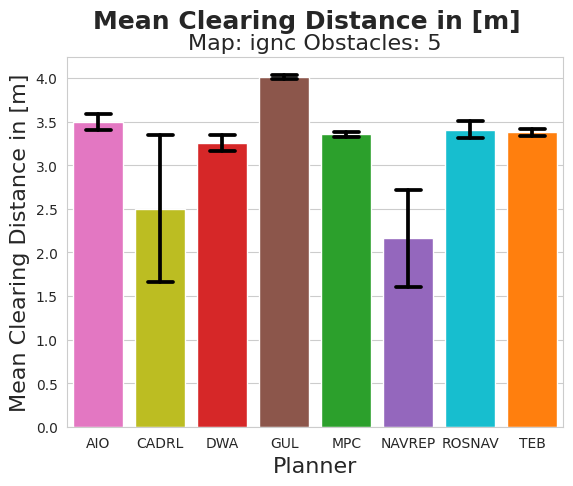 Mean Clearing Distance in [m]
Map: ignc Obstacles: 5
Mean Clearing Distance in [m]
4.0
3.5
3.0
2.5
2.0
1.5
1.0
0.5
0.0
AIO CADRL DWA GUL MPC NAVREP ROSNAV TEB
Planner